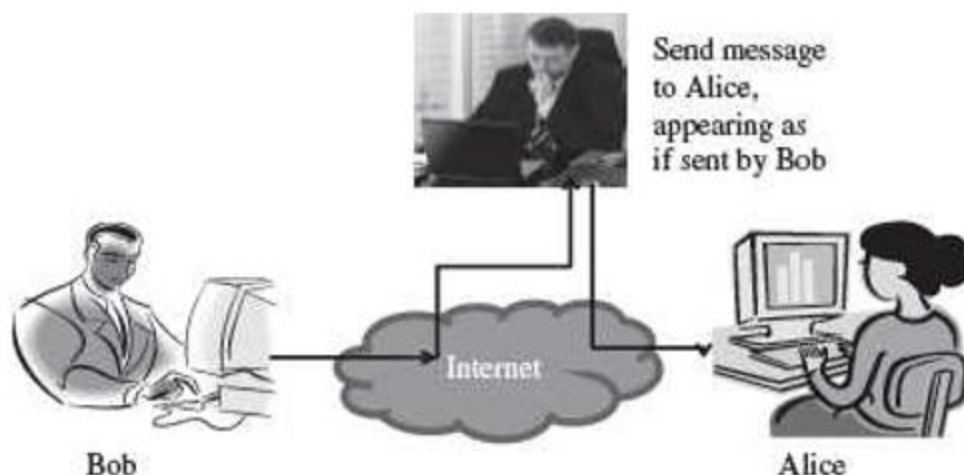 Send message
to Alice,
appearing as
if sent by Bob
Internet
Bob
Alice